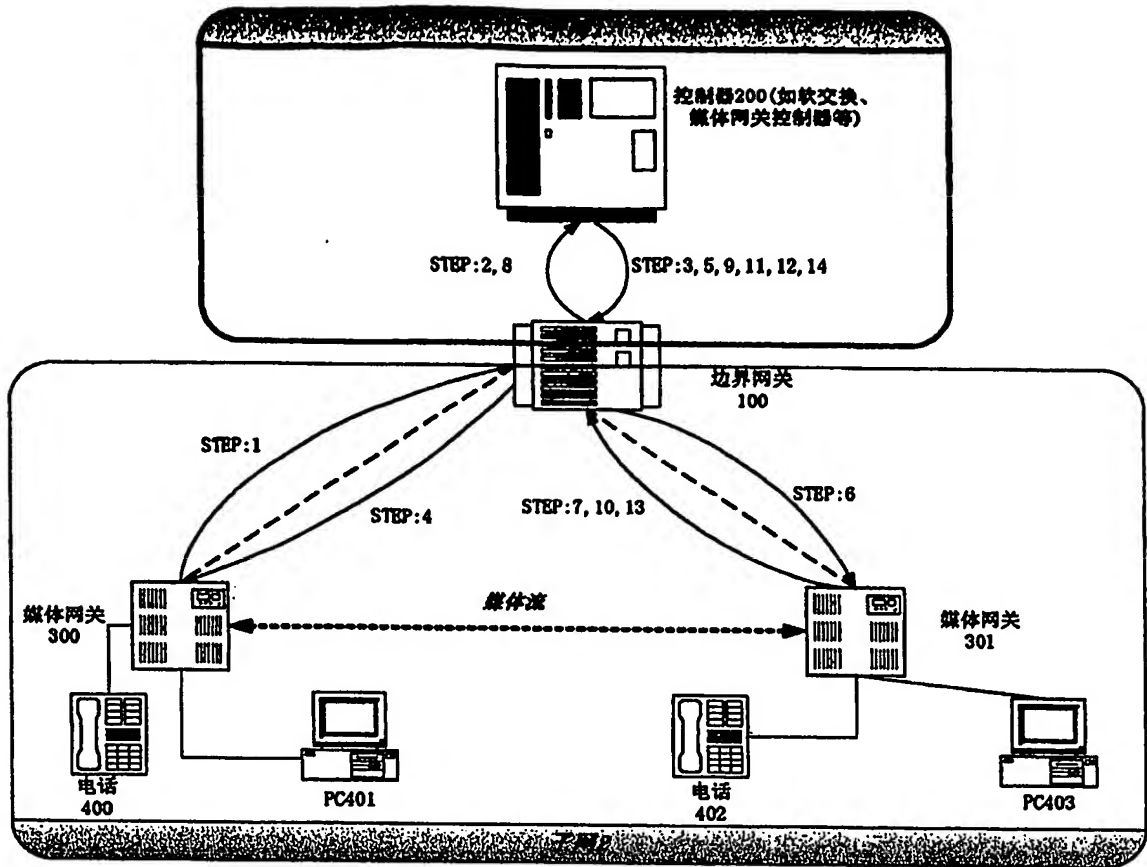 控制器200(如软交换、
媒体网关控制器等)
STEP:2,8
STEP:3,5,9,11,12,14
边界网关
100
STEP:1
STEP:4
STEP:7,10,13
STEP:6
媒体流
媒体网关
300
媒体网关
301
电话
400
PC401
电话
402
PC403